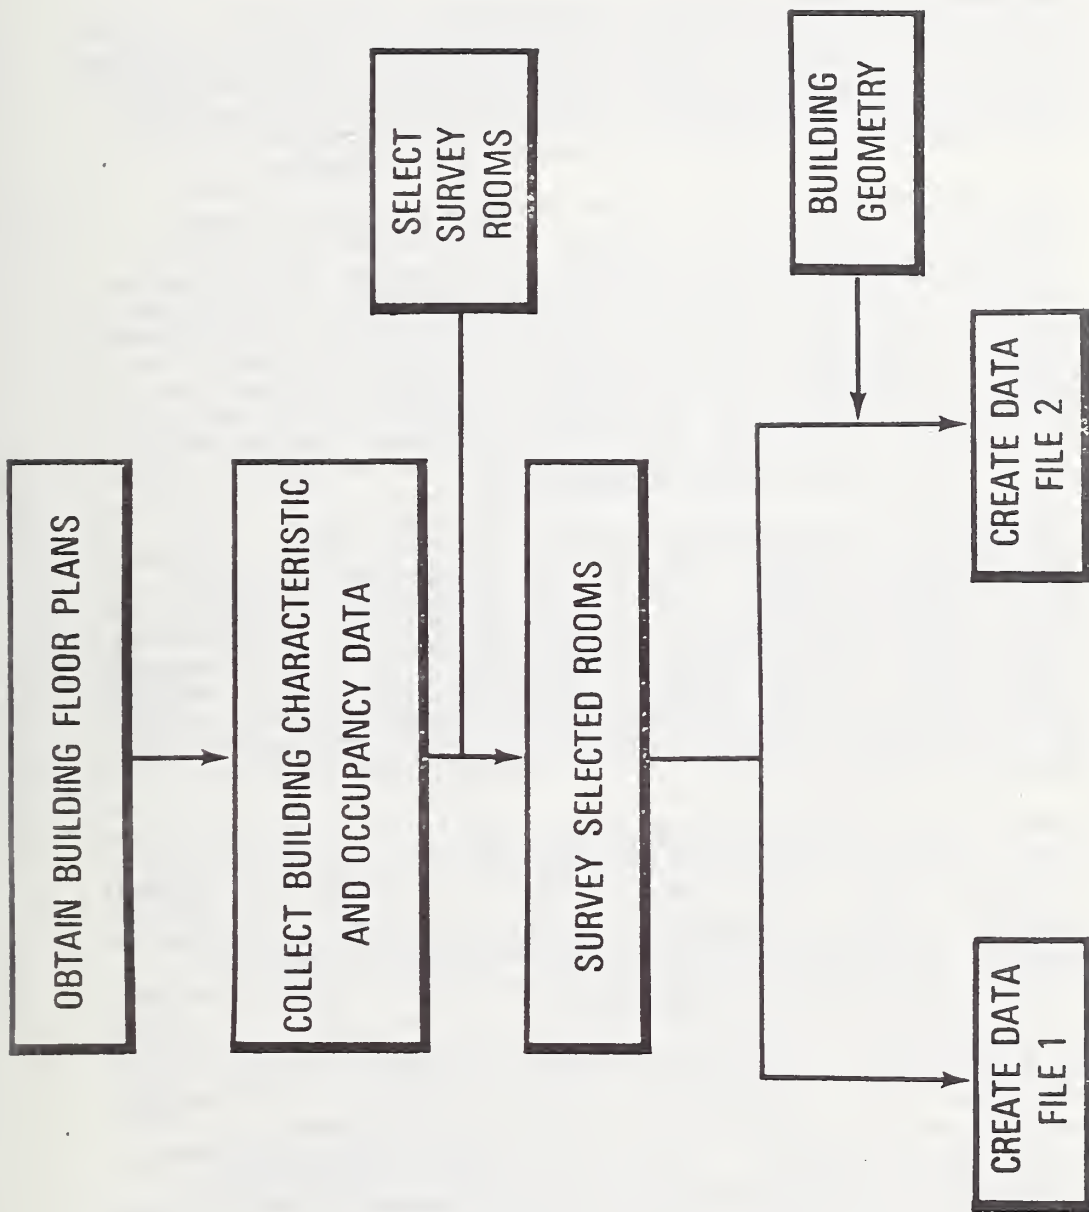 OBTAIN BUILDING FLOOR PLANS
COLLECT BUILDING CHARACTERISTIC
AND OCCUPANCY DATA
SELECT
SURVEY
ROOMS
SURVEY SELECTED ROOMS
BUILDING
GEOMETRY
CREATE DATA
FILE 1
CREATE DATA
FILE 2